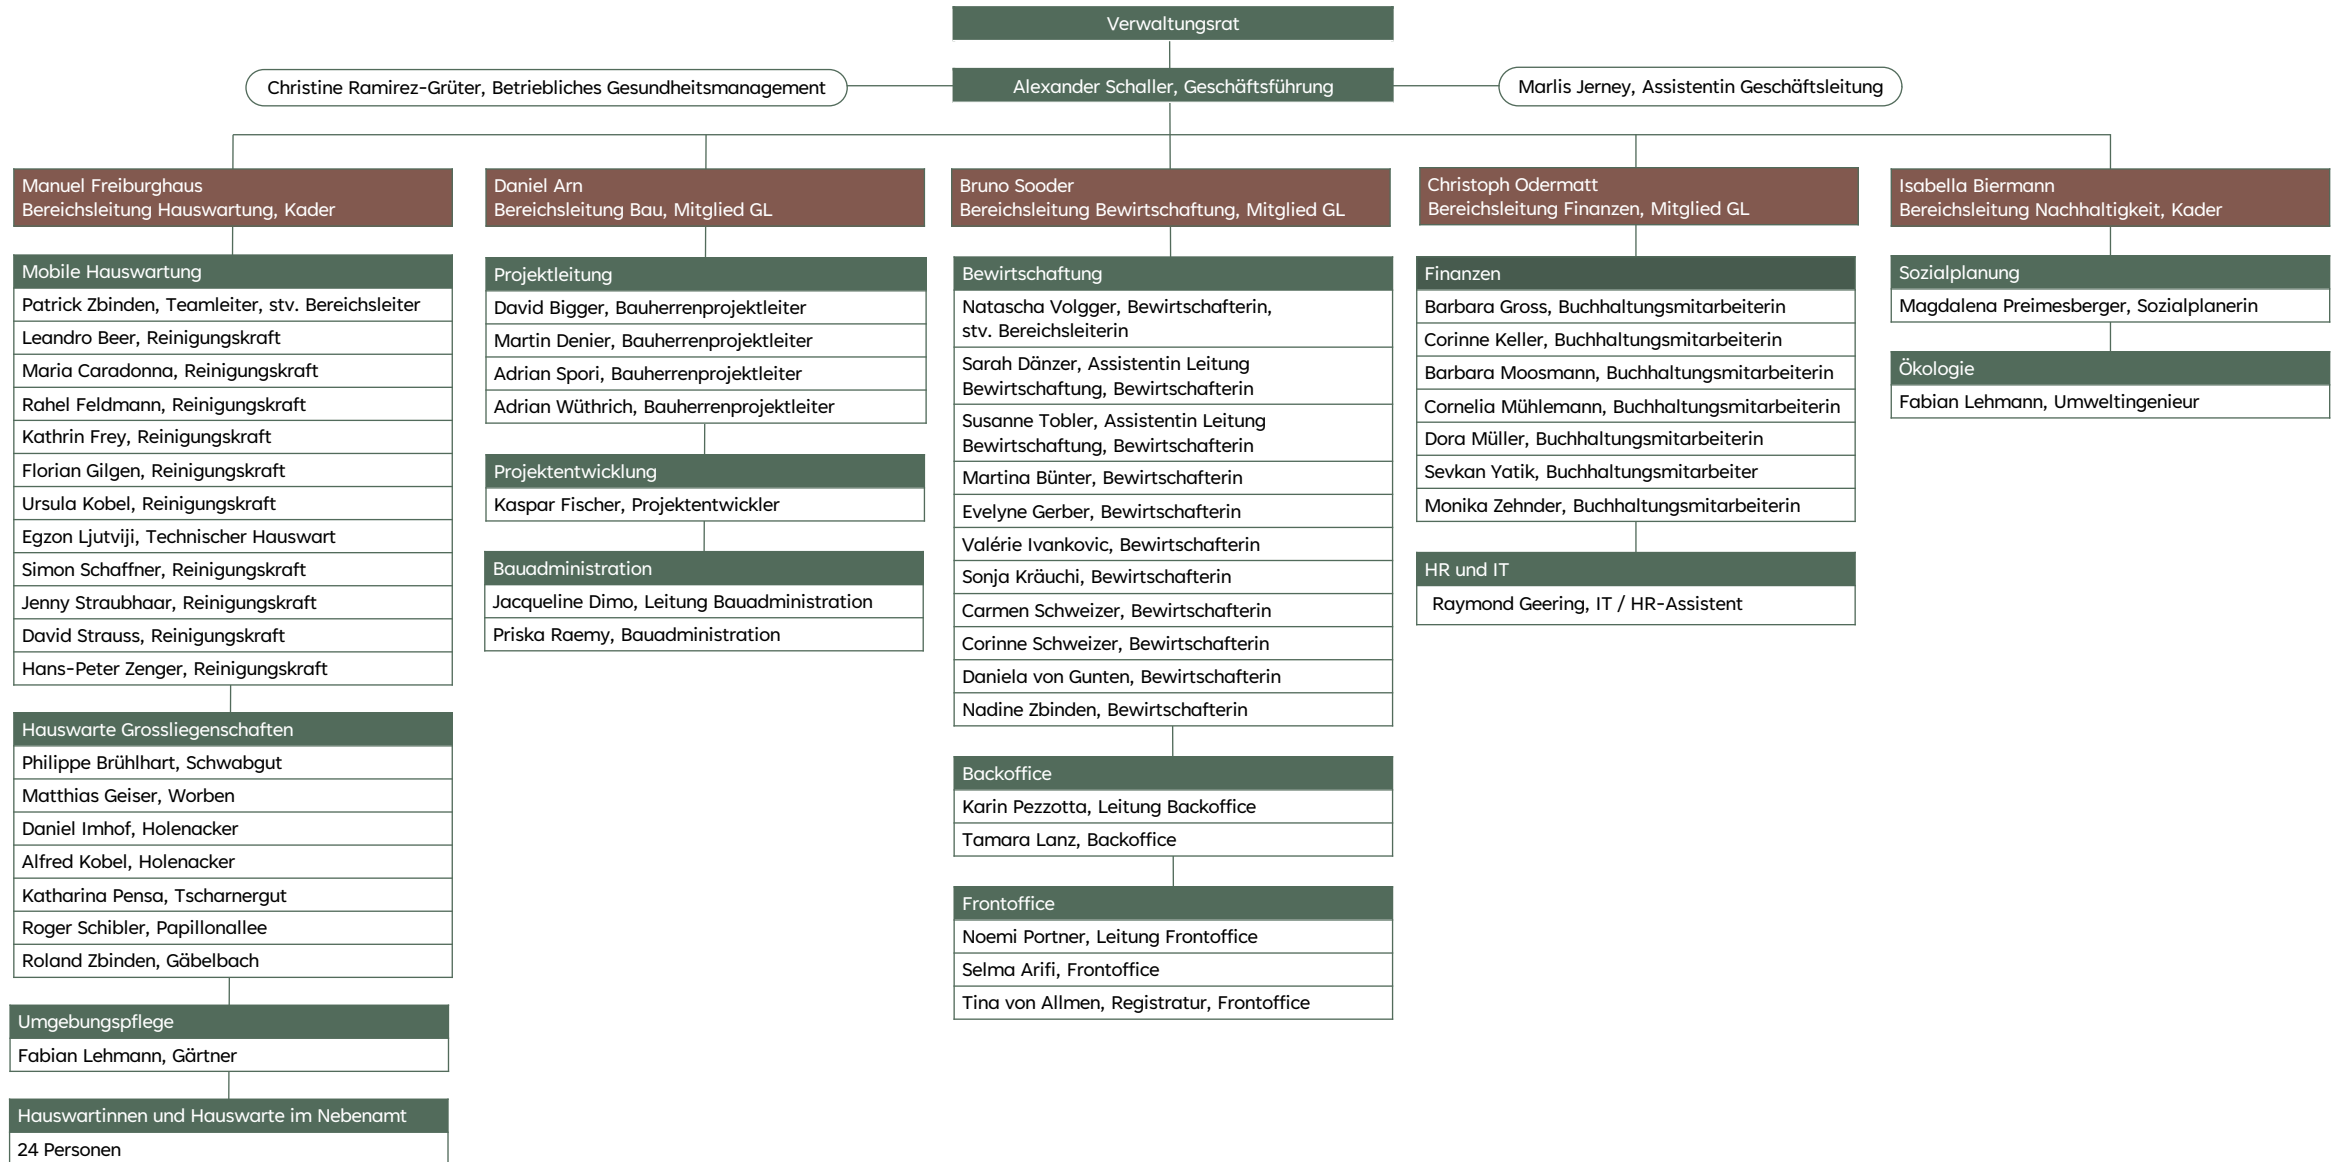 Verwaltungsrat
Christine Ramirez-Grüter, Betriebliches Gesundheitsmanagement
Alexander Schaller, Geschäftsführung
Marlis Jerney, Assistentin Geschäftsleitung
Manuel Freiburghaus
Bereichsleitung Hauswartung, Kader
Mobile Hauswartung
Patrick Zbinden, Teamleiter, stv. Bereichsleiter
Leandro Beer, Reinigungskraft
Maria Caradonna, Reinigungskraft
Rahel Feldmann, Reinigungskraft
Kathrin Frey, Reinigungskraft
Florian Gilgen, Reinigungskraft
Ursula Kobel, Reinigungskraft
Egzon Ljutviji, Technischer Hauswart
Simon Schaffner, Reinigungskraft
Jenny Straubhaar, Reinigungskraft
David Strauss, Reinigungskraft
Hans-Peter Zenger, Reinigungskraft
Hauswarte Grossliegenschaften
Philippe Brühlhart, Schwabgut
Matthias Geiser, Worben
Daniel Imhof, Holenacker
Alfred Kobel, Holenacker
Katharina Pensa, Tscharnergut
Roger Schibler, Papillonallee
Roland Zbinden, Gäbelbach
Umgebungspflege
Fabian Lehmann, Gärtner
Hauswartinnen und Hauswarte im Nebenamt
24 Personen
Daniel Arn
Bereichsleitung Bau, Mitglied GL
Projektleitung
David Bigger, Bauherrenprojektleiter
Martin Denier, Bauherrenprojektleiter
Adrian Spori, Bauherrenprojektleiter
Adrian Wüthrich, Bauherrenprojektleiter
Projektentwicklung
Kaspar Fischer, Projektentwickler
Bauadministration
Jacqueline Dimo, Leitung Bauadministration
Priska Raemy, Bauadministration
Bruno Sooder
Bereichsleitung Bewirtschaftung, Mitglied GL
Bewirtschaftung
Natascha Volgger, Bewirtschafterin,
stv. Bereichsleiterin
Sarah Dänzer, Assistentin Leitung
Bewirtschaftung, Bewirtschafterin
Susanne Tobler, Assistentin Leitung
Bewirtschaftung, Bewirtschafterin
Martina Bünter, Bewirtschafterin
Evelyne Gerber, Bewirtschafterin
Valérie Ivankovic, Bewirtschafterin
Sonja Kräuchi, Bewirtschafterin
Carmen Schweizer, Bewirtschafterin
Corinne Schweizer, Bewirtschafterin
Daniela von Gunten, Bewirtschafterin
Nadine Zbinden, Bewirtschafterin
Backoffice
Karin Pezzotta, Leitung Backoffice
Tamara Lanz, Backoffice
Frontoffice
Noemi Portner, Leitung Frontoffice
Selma Arifi, Frontoffice
Tina von Allmen, Registratur, Frontoffice
Christoph Odermatt
Bereichsleitung Finanzen, Mitglied GL
Finanzen
Barbara Gross, Buchhaltungsmitarbeiterin
Corinne Keller, Buchhaltungsmitarbeiterin
Barbara Moosmann, Buchhaltungsmitarbeiterin
Cornelia Mühlemann, Buchhaltungsmitarbeiterin
Dora Müller, Buchhaltungsmitarbeiterin
Sevkan Yatik, Buchhaltungsmitarbeiter
Monika Zehnder, Buchhaltungsmitarbeiterin
HR und IT
Raymond Geering, IT / HR-Assistent
Isabella Biermann
Bereichsleitung Nachhaltigkeit, Kader
Sozialplanung
Magdalena Preimesberger, Sozialplanerin
Ökologie
Fabian Lehmann, Umweltingenieur